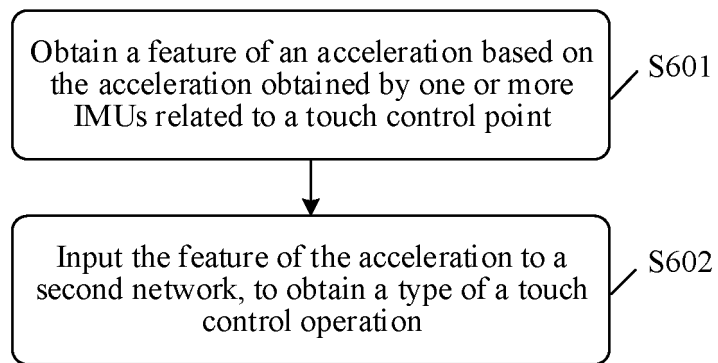 Obtain a feature of an acceleration based on
the acceleration obtained by one or more
IMUs related to a touch control point
S601
Input the feature of the acceleration to a
second network, to obtain a type of a touch
control operation
S602